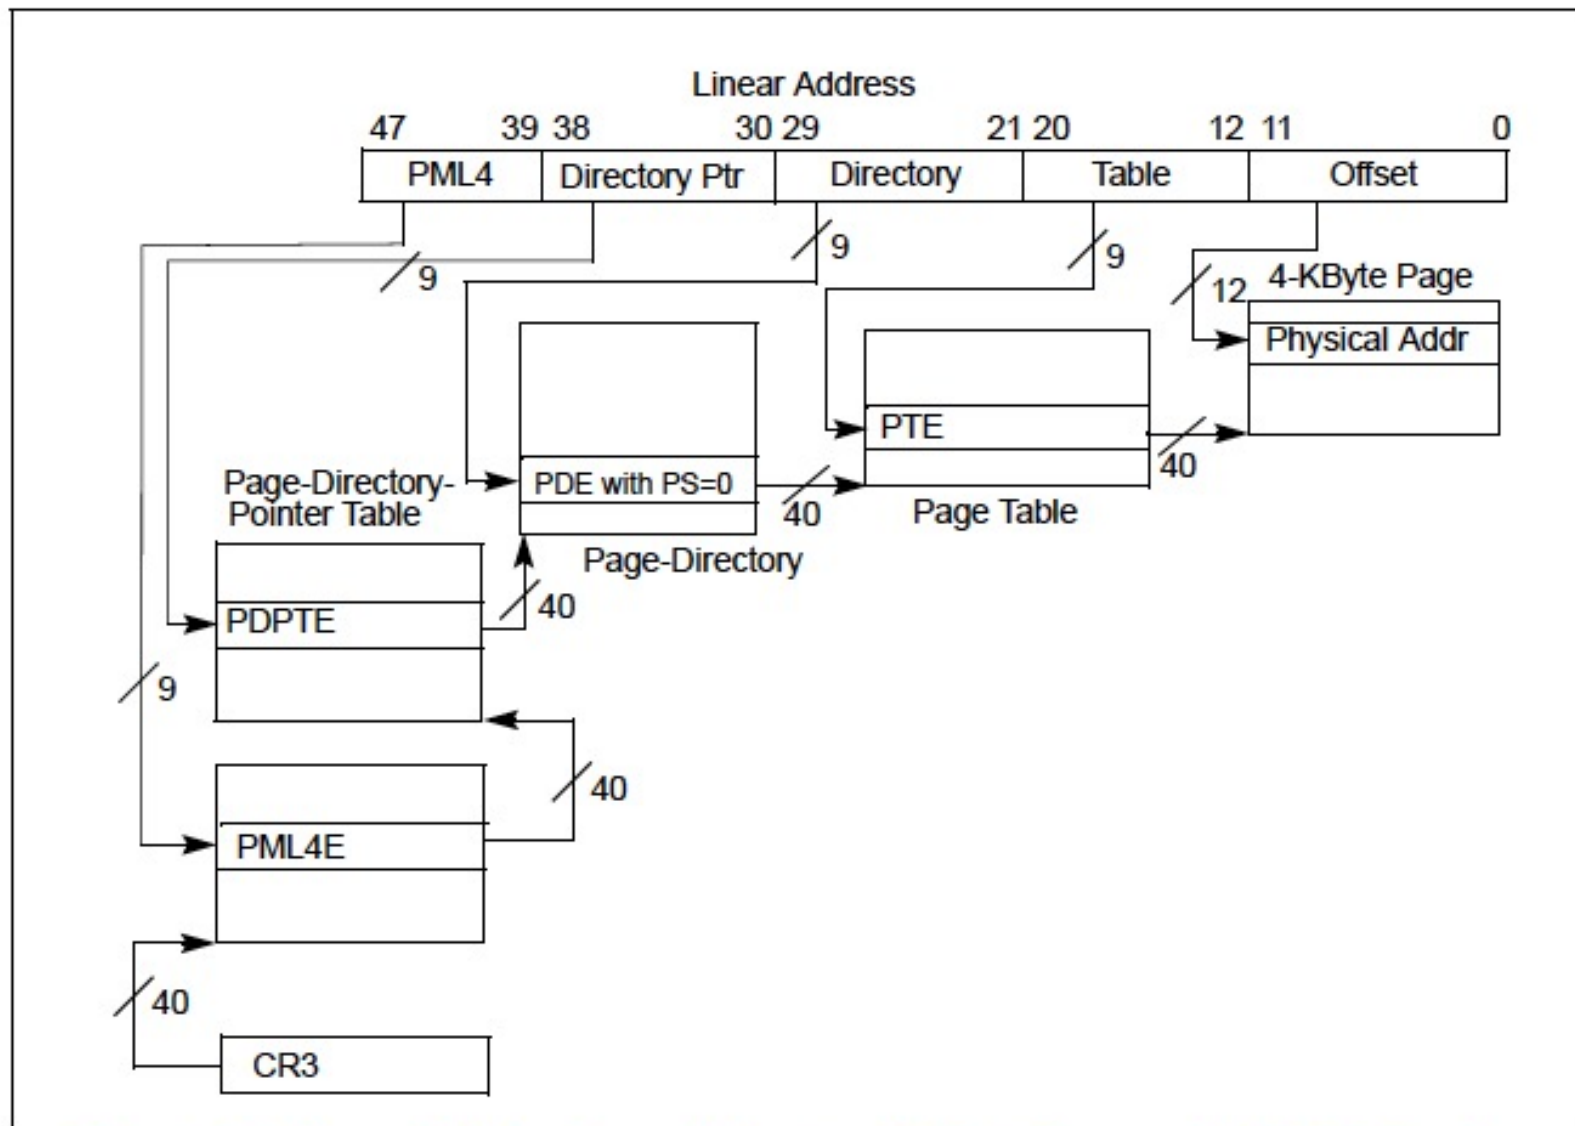 Linear Address
47 39 38 30 29 21 20 12 11 0
PML4 Directory Ptr Directory Table Offset
9
9
9
12
4-KByte Page
Physical Addr
PTE
40
PDE with PS=0
40
Page Table
Page-Directory
Page-Directory-
Pointer Table
PDPTE
40
9
40
PML4E
40
CR3